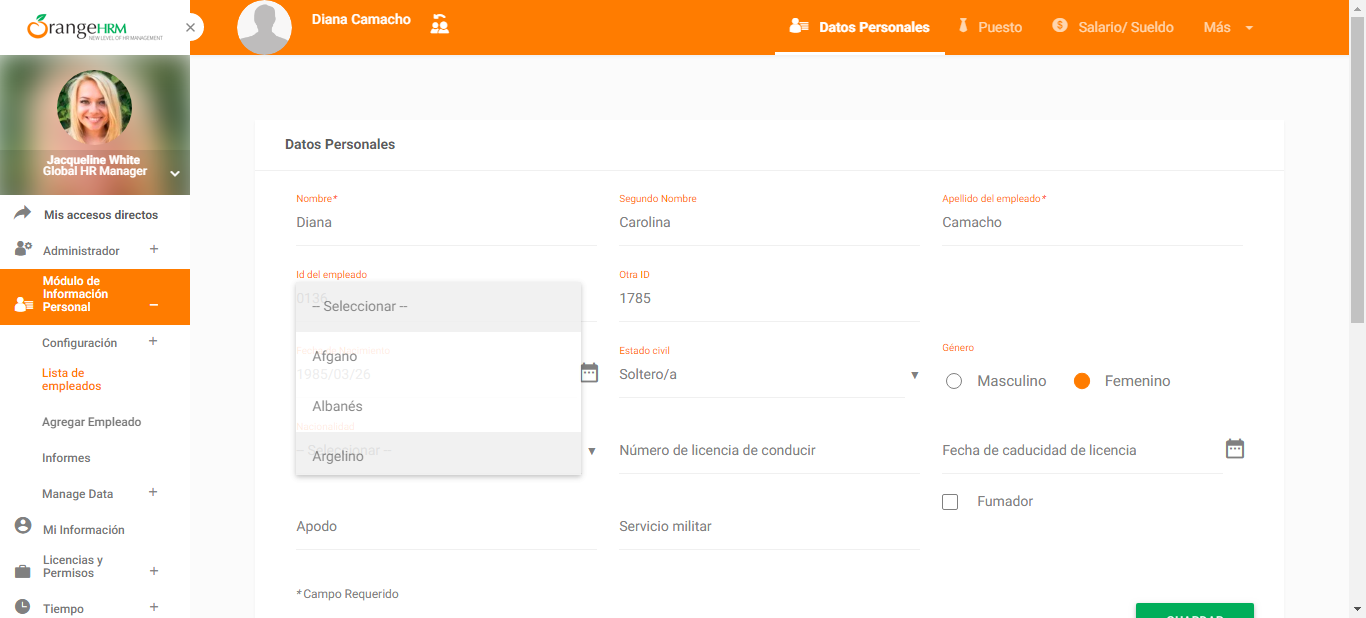 OrangeHRM
NEW LEVEL OF HR MANAGEMENT
Diana Camacho
Datos Personales
Puesto
Salario/ Sueldo
Más
Jacqueline White
Global HR Manager
Mis accesos directos
Administrador
Módulo de
Información
Personal
Configuración
Lista de
empleados
Agregar Empleado
Informes
Manage Data
Mi Información
Licencias y
Permisos
Tiempo
Datos Personales
Nombre*
Diana
Segundo Nombre
Carolina
Apellido del empleado*
Camacho
Id del empleado
0136
Otra ID
1785
-- Seleccionar --
Afgano
Albanés
Argelino
1985/03/26
Estado civil
Soltero/a
Género
Masculino
Femenino
Nacionalidad
-- Seleccionar --
Número de licencia de conducir
Fecha de caducidad de licencia
Apodo
Servicio militar
Fumador
* Campo Requerido
GUARDAR